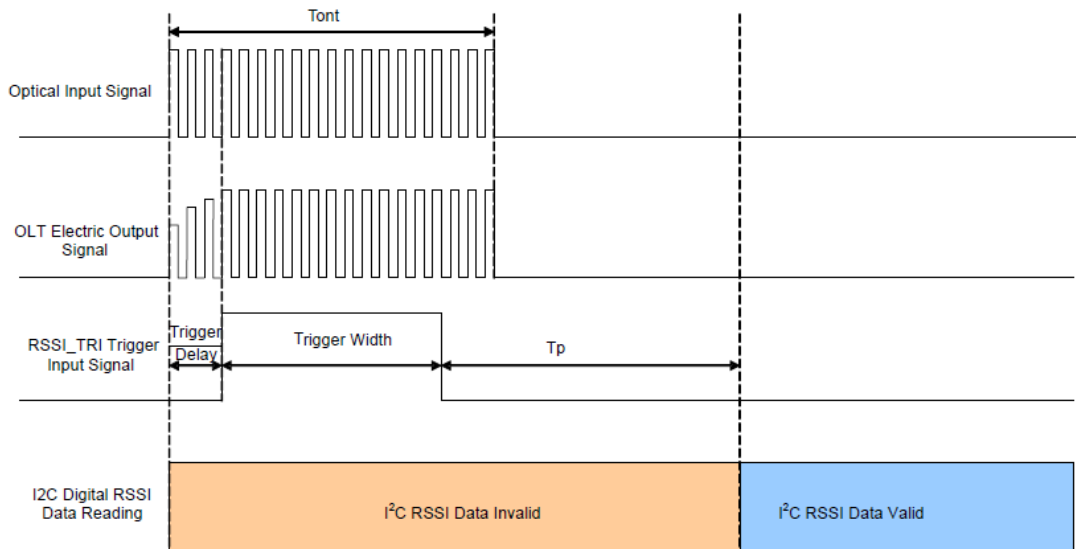 Tont
Optical Input Signal
OLT Electric Output
Signal
RSSI_TRI Trigger
Input Signal
Trigger
Delay
Trigger Width
Tp
I2C Digital RSSI
Data Reading
I²C RSSI Data Invalid
I²C RSSI Data Valid